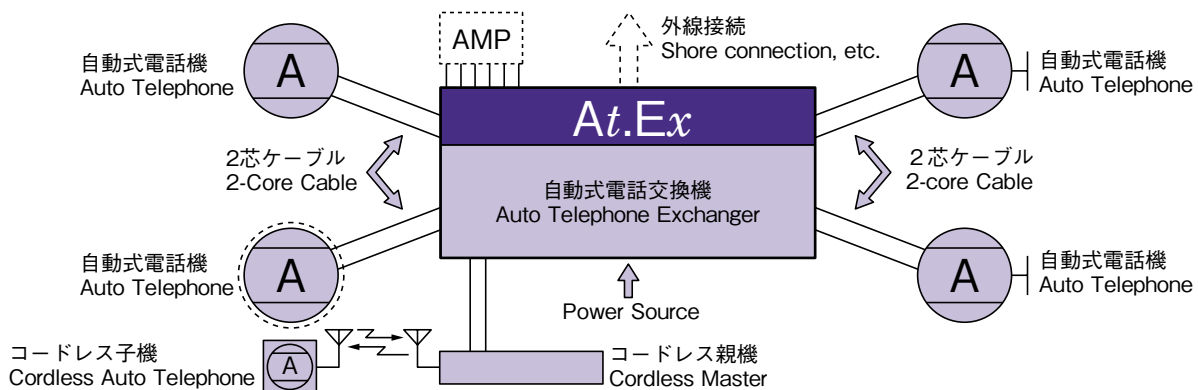 AMP
外線接続
Shore connection, etc.
自動式電話機
Auto Telephone
A
A
自動式電話機
Auto Telephone
At.Ex
2芯ケーブル
2-Core Cable
自動式電話交換機
Auto Telephone Exchanger
２芯ケーブル
2-core Cable
自動式電話機
Auto Telephone
A
A
自動式電話機
Auto Telephone
Power Source
コードレス子機
Cordless Auto Telephone
A
コードレス親機
Cordless Master